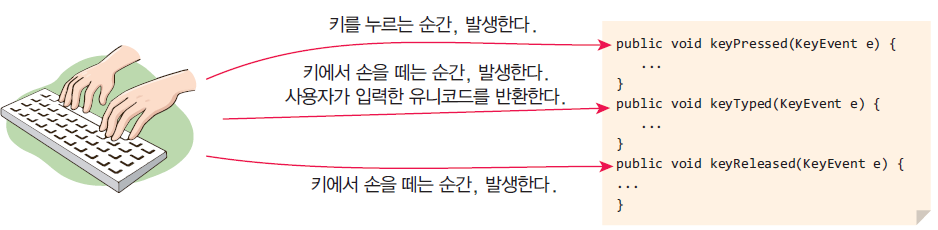 키를 누르는 순간, 발생한다.
키에서 손을 떼는 순간, 발생한다.
사용자가 입력한 유니코드를 반환한다.
키에서 손을 떼는 순간, 발생한다.
public void keyPressed(KeyEvent e) {
...
}
public void keyTyped(KeyEvent e) {
...
}
public void keyReleased(KeyEvent e) {
...
}